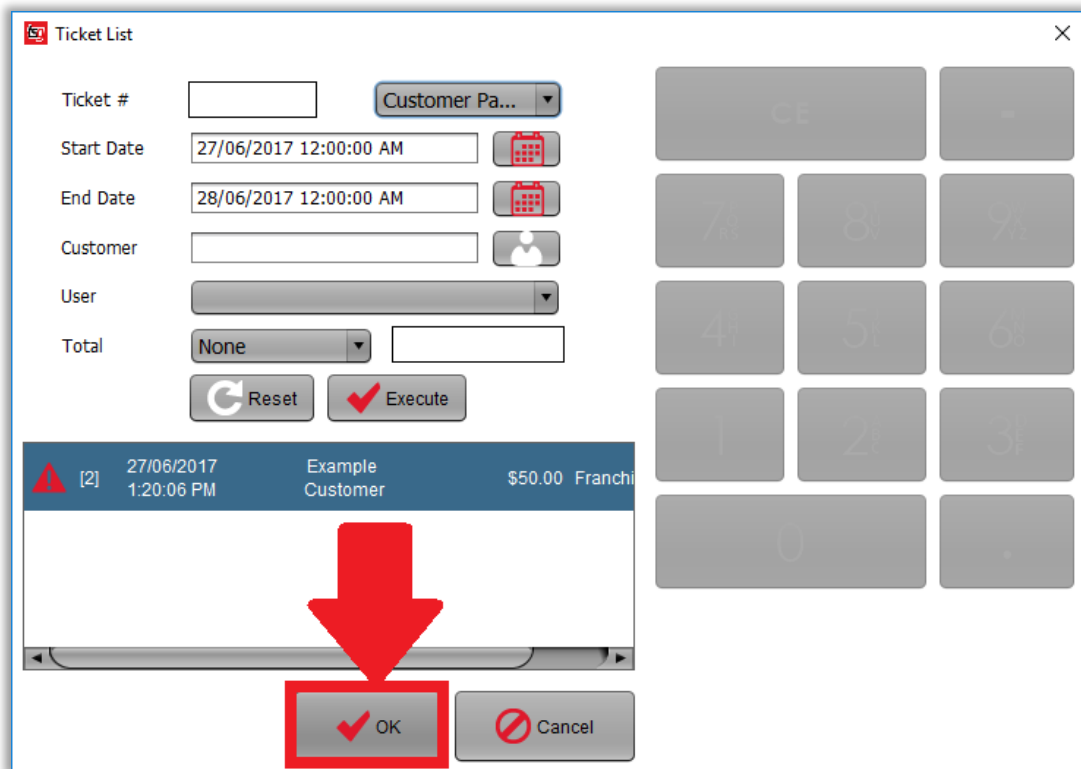 Ticket List
Ticket #
Customer Pa...
Start Date
27/06/2017 12:00:00 AM
End Date
28/06/2017 12:00:00 AM
Customer
User
Total
None
Reset
Execute
[2]
27/06/2017
1:20:06 PM
Example
Customer
$50.00
Franchi
OK
Cancel
CE
-
7
8
9
4
5
6
1
2
3
0
.